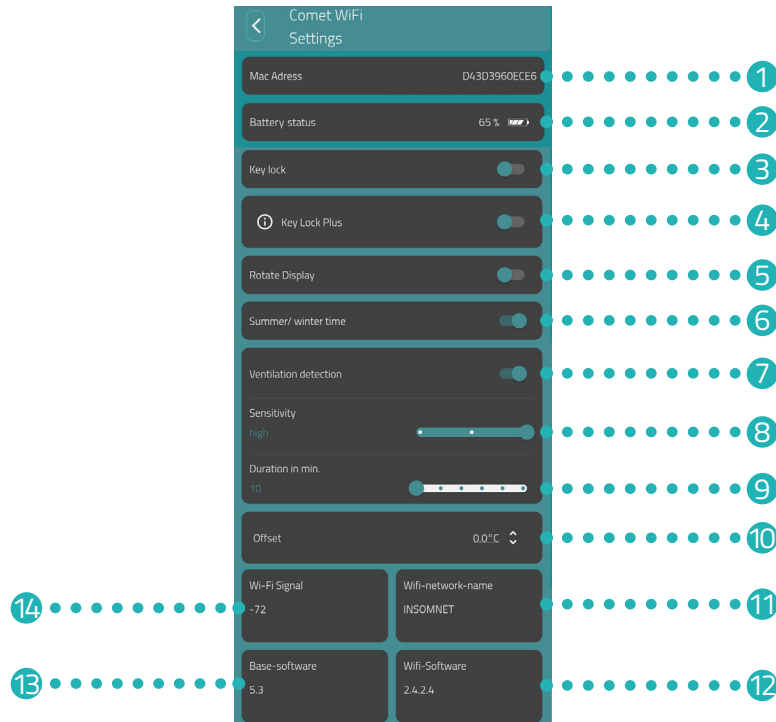 Comet WiFi
Settings
Mac Adress D43D3960ECE6 1
Battery status 65 % 2
Key lock 3
Key Lock Plus 4
Rotate Display 5
Summer/ winter time 6
Ventilation detection 7
Sensitivity
high 8
Duration in min.
10 9
Offset 0.0°C 10
Wi-Fi Signal Wifi-network-name
14 -72 INSOMNET 11
Base-software Wifi-Software
13 5.3 2.4.2.4 12